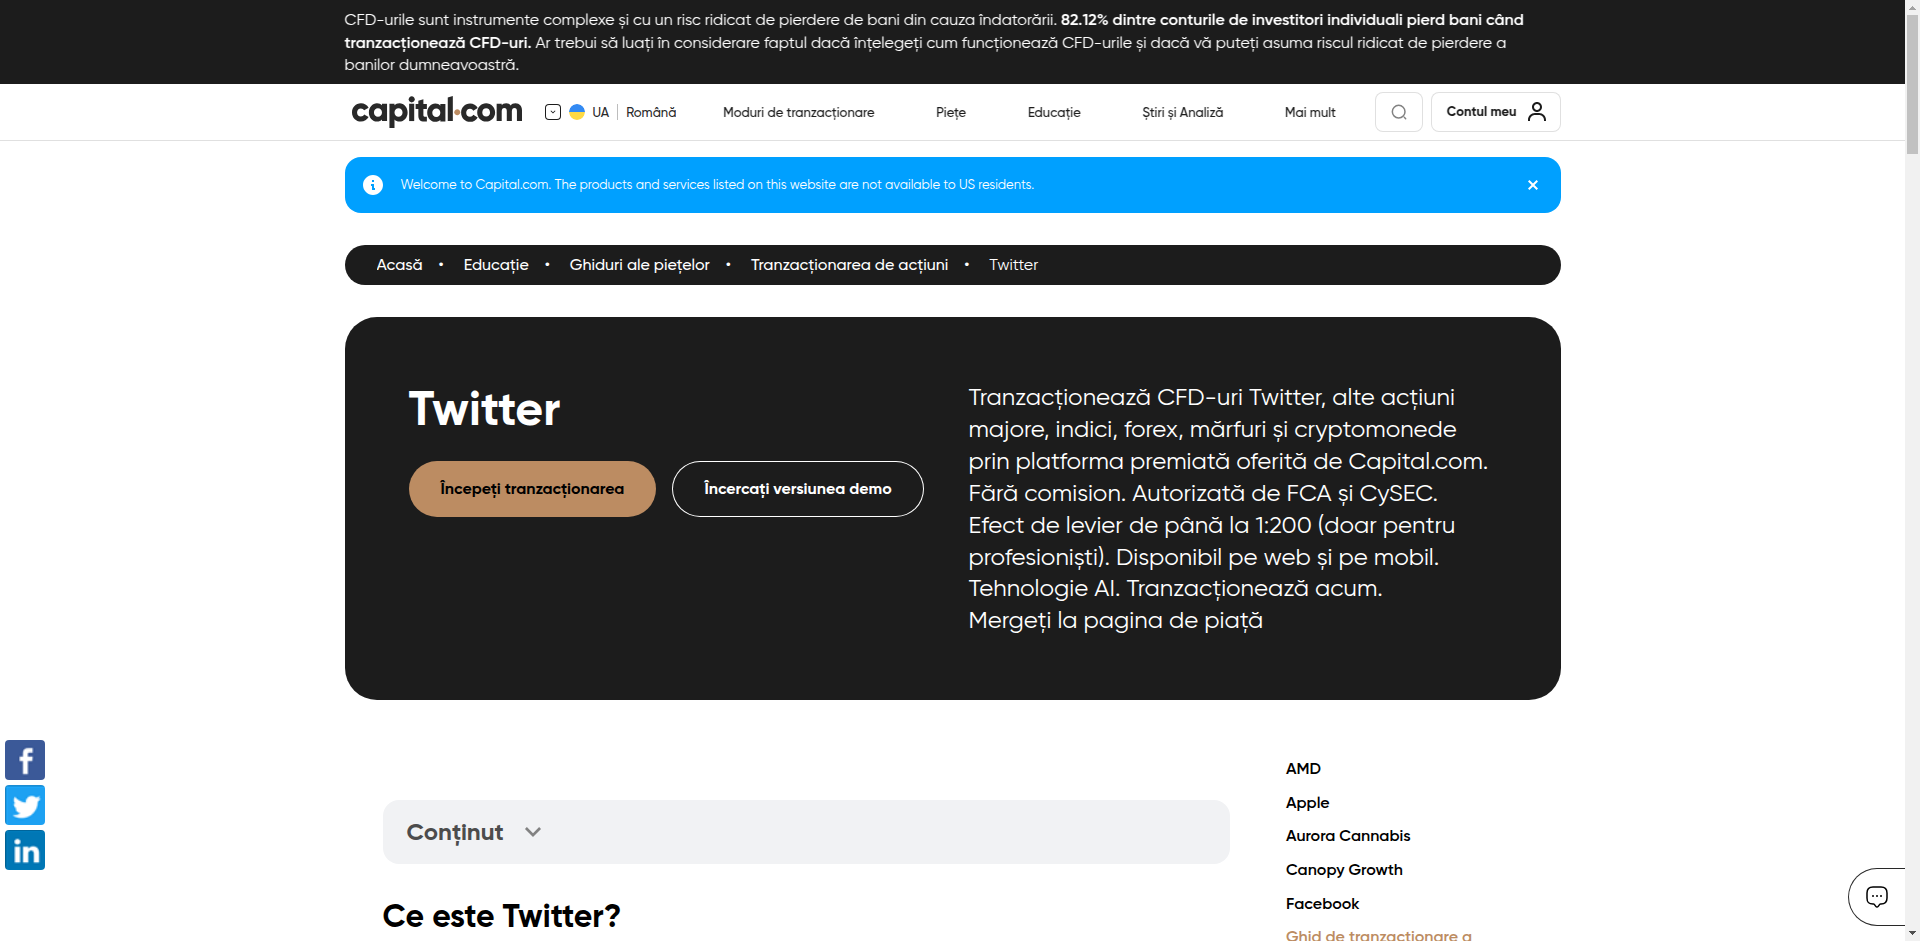 CFD-urile sunt instrumente complexe și cu un risc ridicat de pierdere de bani din cauza îndatorării. 82.12% dintre conturile de investitori individuali pierd bani când
tranzacționează CFD-uri. Ar trebui să luați în considerare faptul dacă înțelegeți cum funcționează CFD-urile și dacă vă puteți asuma riscul ridicat de pierdere a
banilor dumneavoastră.
capital.com UA Română Moduri de tranzacționare Piețe Educație Știri și Analiză Mai mult Contul meu
Welcome to Capital.com. The products and services listed on this website are not available to US residents.
Acasă • Educație • Ghiduri ale piețelor • Tranzacționarea de acțiuni • Twitter
Twitter
Începeți tranzacționarea
Încercați versiunea demo
Tranzacționează CFD-uri Twitter, alte acțiuni
majore, indici, forex, mărfuri și cryptomonede
prin platforma premiată oferită de Capital.com.
Fără comision. Autorizată de FCA și CySEC.
Efect de levier de până la 1:200 (doar pentru
profesioniști). Disponibil pe web și pe mobil.
Tehnologie AI. Tranzacționează acum.
Mergeți la pagina de piață
Conținut
Ce este Twitter?
AMD
Apple
Aurora Cannabis
Canopy Growth
Facebook
Ghid de tranzacționare a